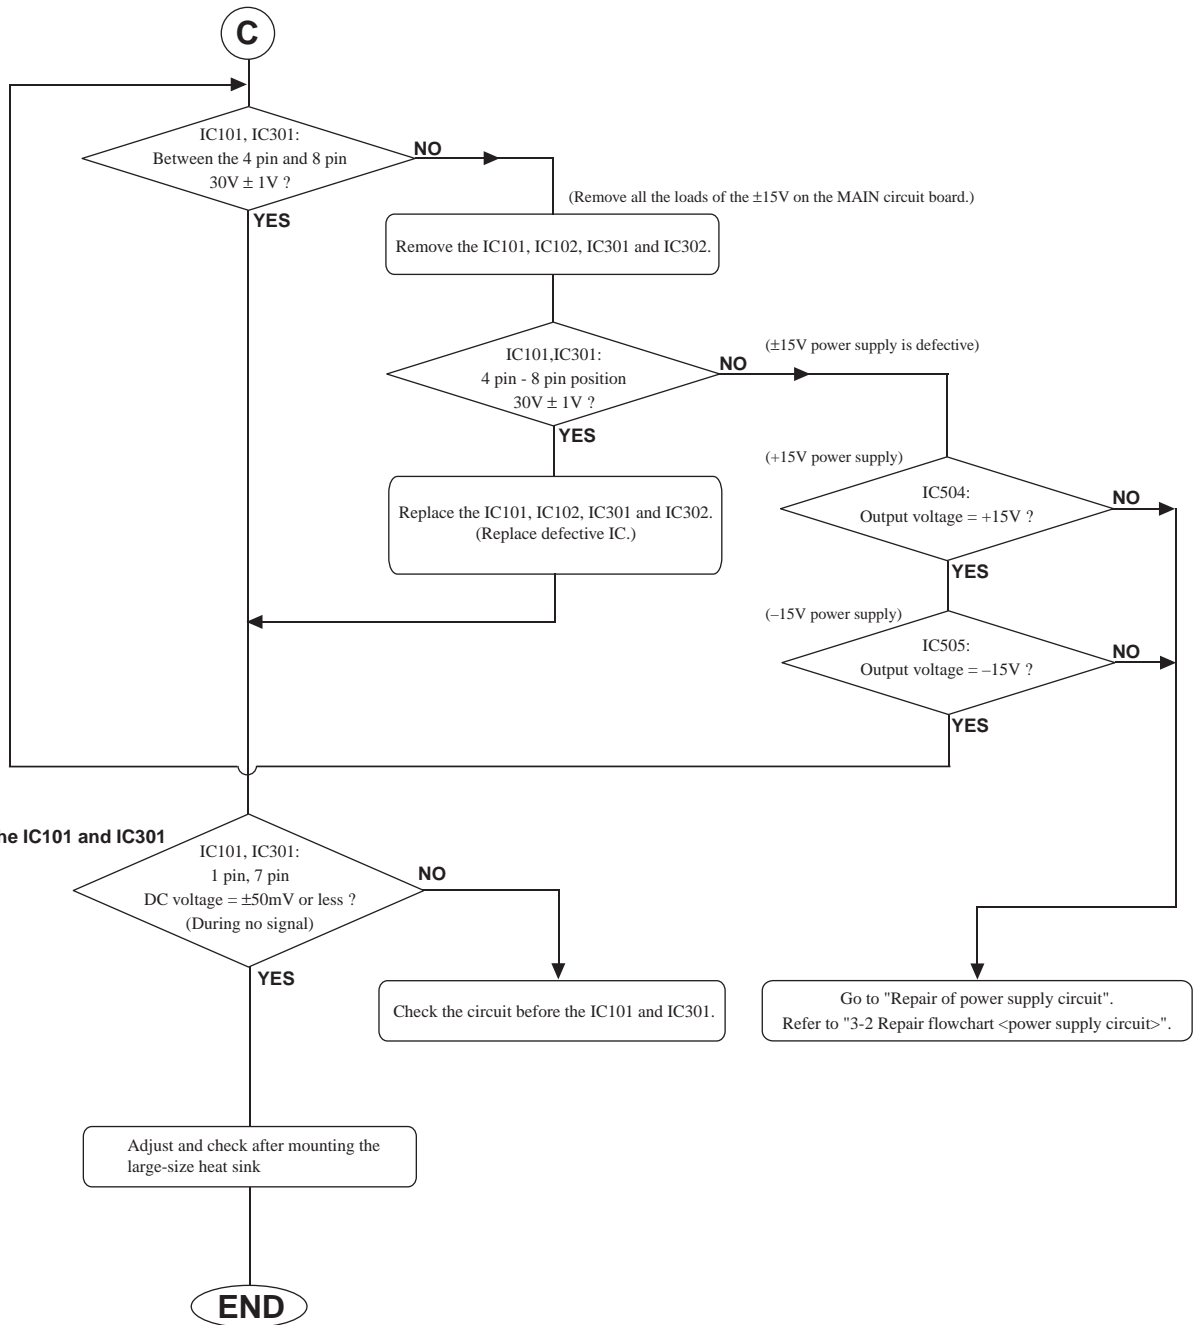 C
IC101, IC301:
Between the 4 pin and 8 pin
30V ± 1V ?
NO
YES
(Remove all the loads of the ±15V on the MAIN circuit board.)
Remove the IC101, IC102, IC301 and IC302.
IC101,IC301:
4 pin - 8 pin position
30V ± 1V ?
NO
(±15V power supply is defective)
YES
(+15V power supply)
IC504:
Output voltage = +15V ?
NO
YES
Replace the IC101, IC102, IC301 and IC302.
(Replace defective IC.)
(–15V power supply)
IC505:
Output voltage = –15V ?
NO
YES
he IC101 and IC301
IC101, IC301:
1 pin, 7 pin
DC voltage = ±50mV or less ?
(During no signal)
NO
YES
Check the circuit before the IC101 and IC301.
Go to "Repair of power supply circuit".
Refer to "3-2 Repair flowchart <power supply circuit>".
Adjust and check after mounting the
large-size heat sink
END